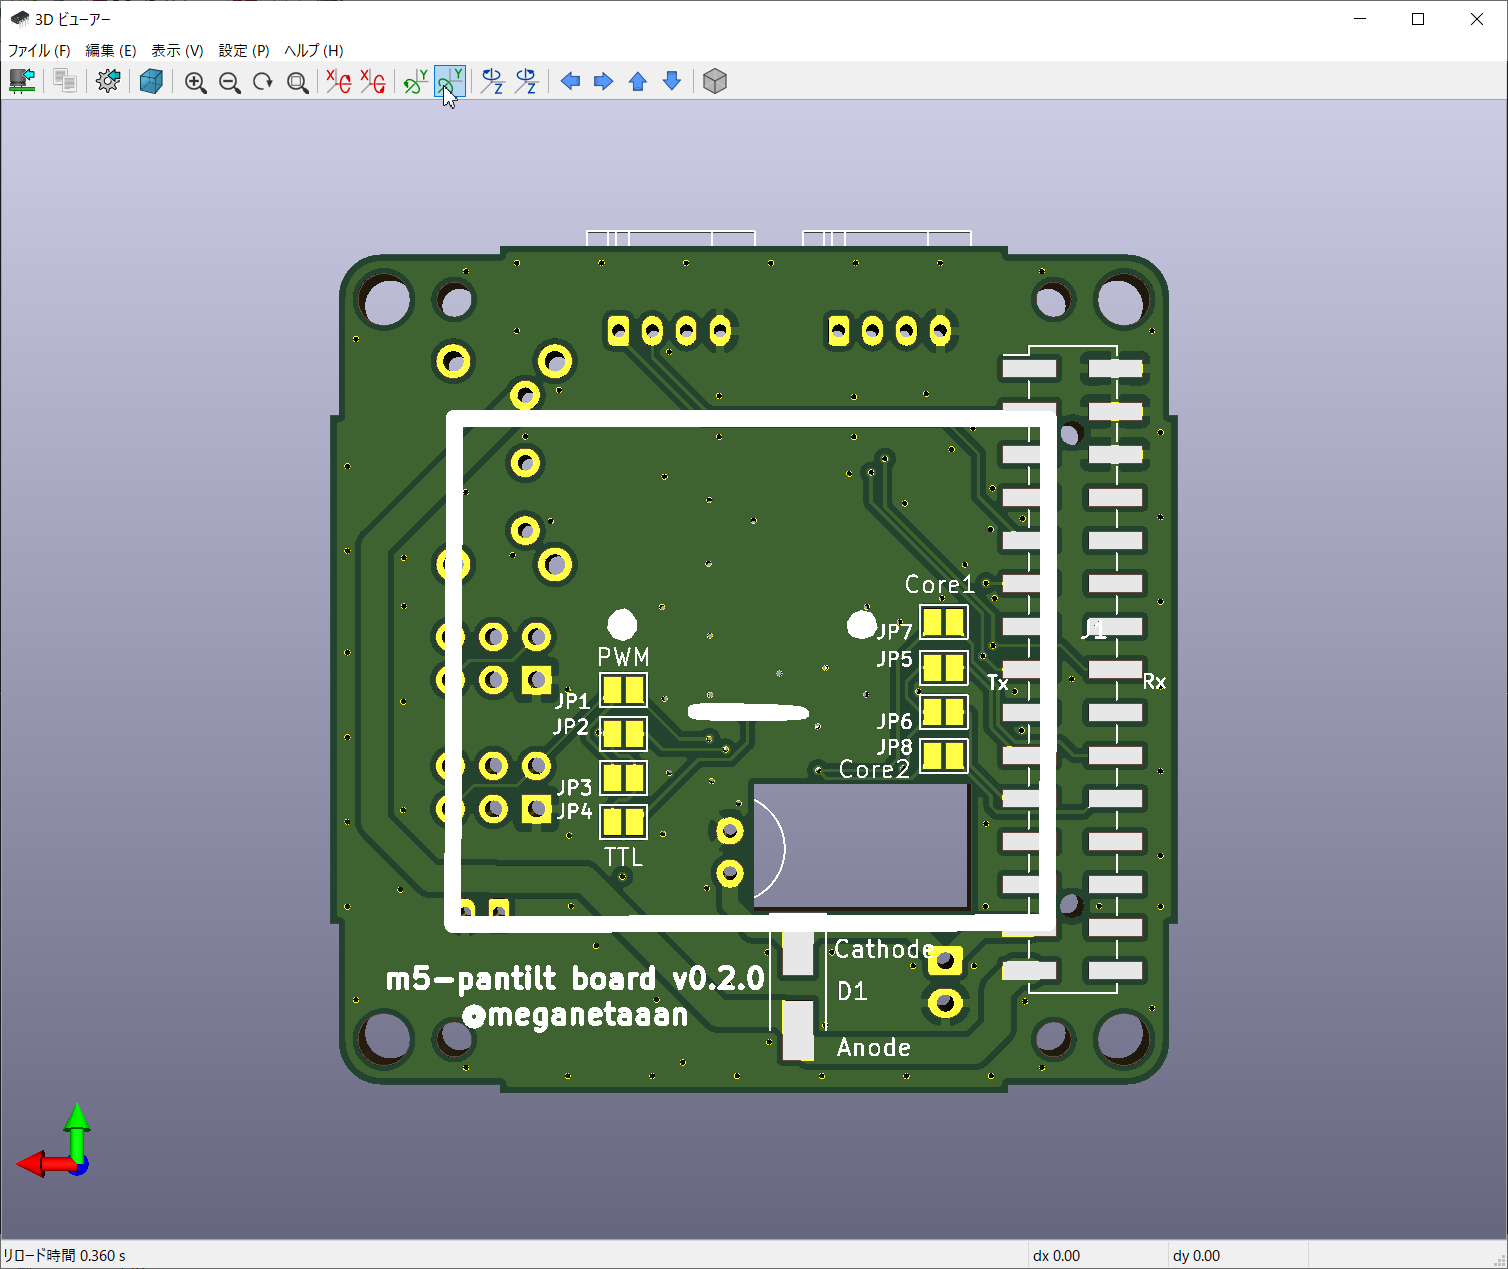 3D ビューアー
ファイル (F) 編集 (E) 表示 (V) 設定 (P) ヘルプ (H)
X X Y Y Z Z
Core1
JP7
J1
PWM
JP5
Tx
Rx
JP1
JP2
JP6
JP8
Core2
JP3
JP4
TTL
Cathode
m5-pantilt board v0.2.0
D1
@meganetaaan
Anode
リロード時間 0.360 s
dx 0.00
dy 0.00